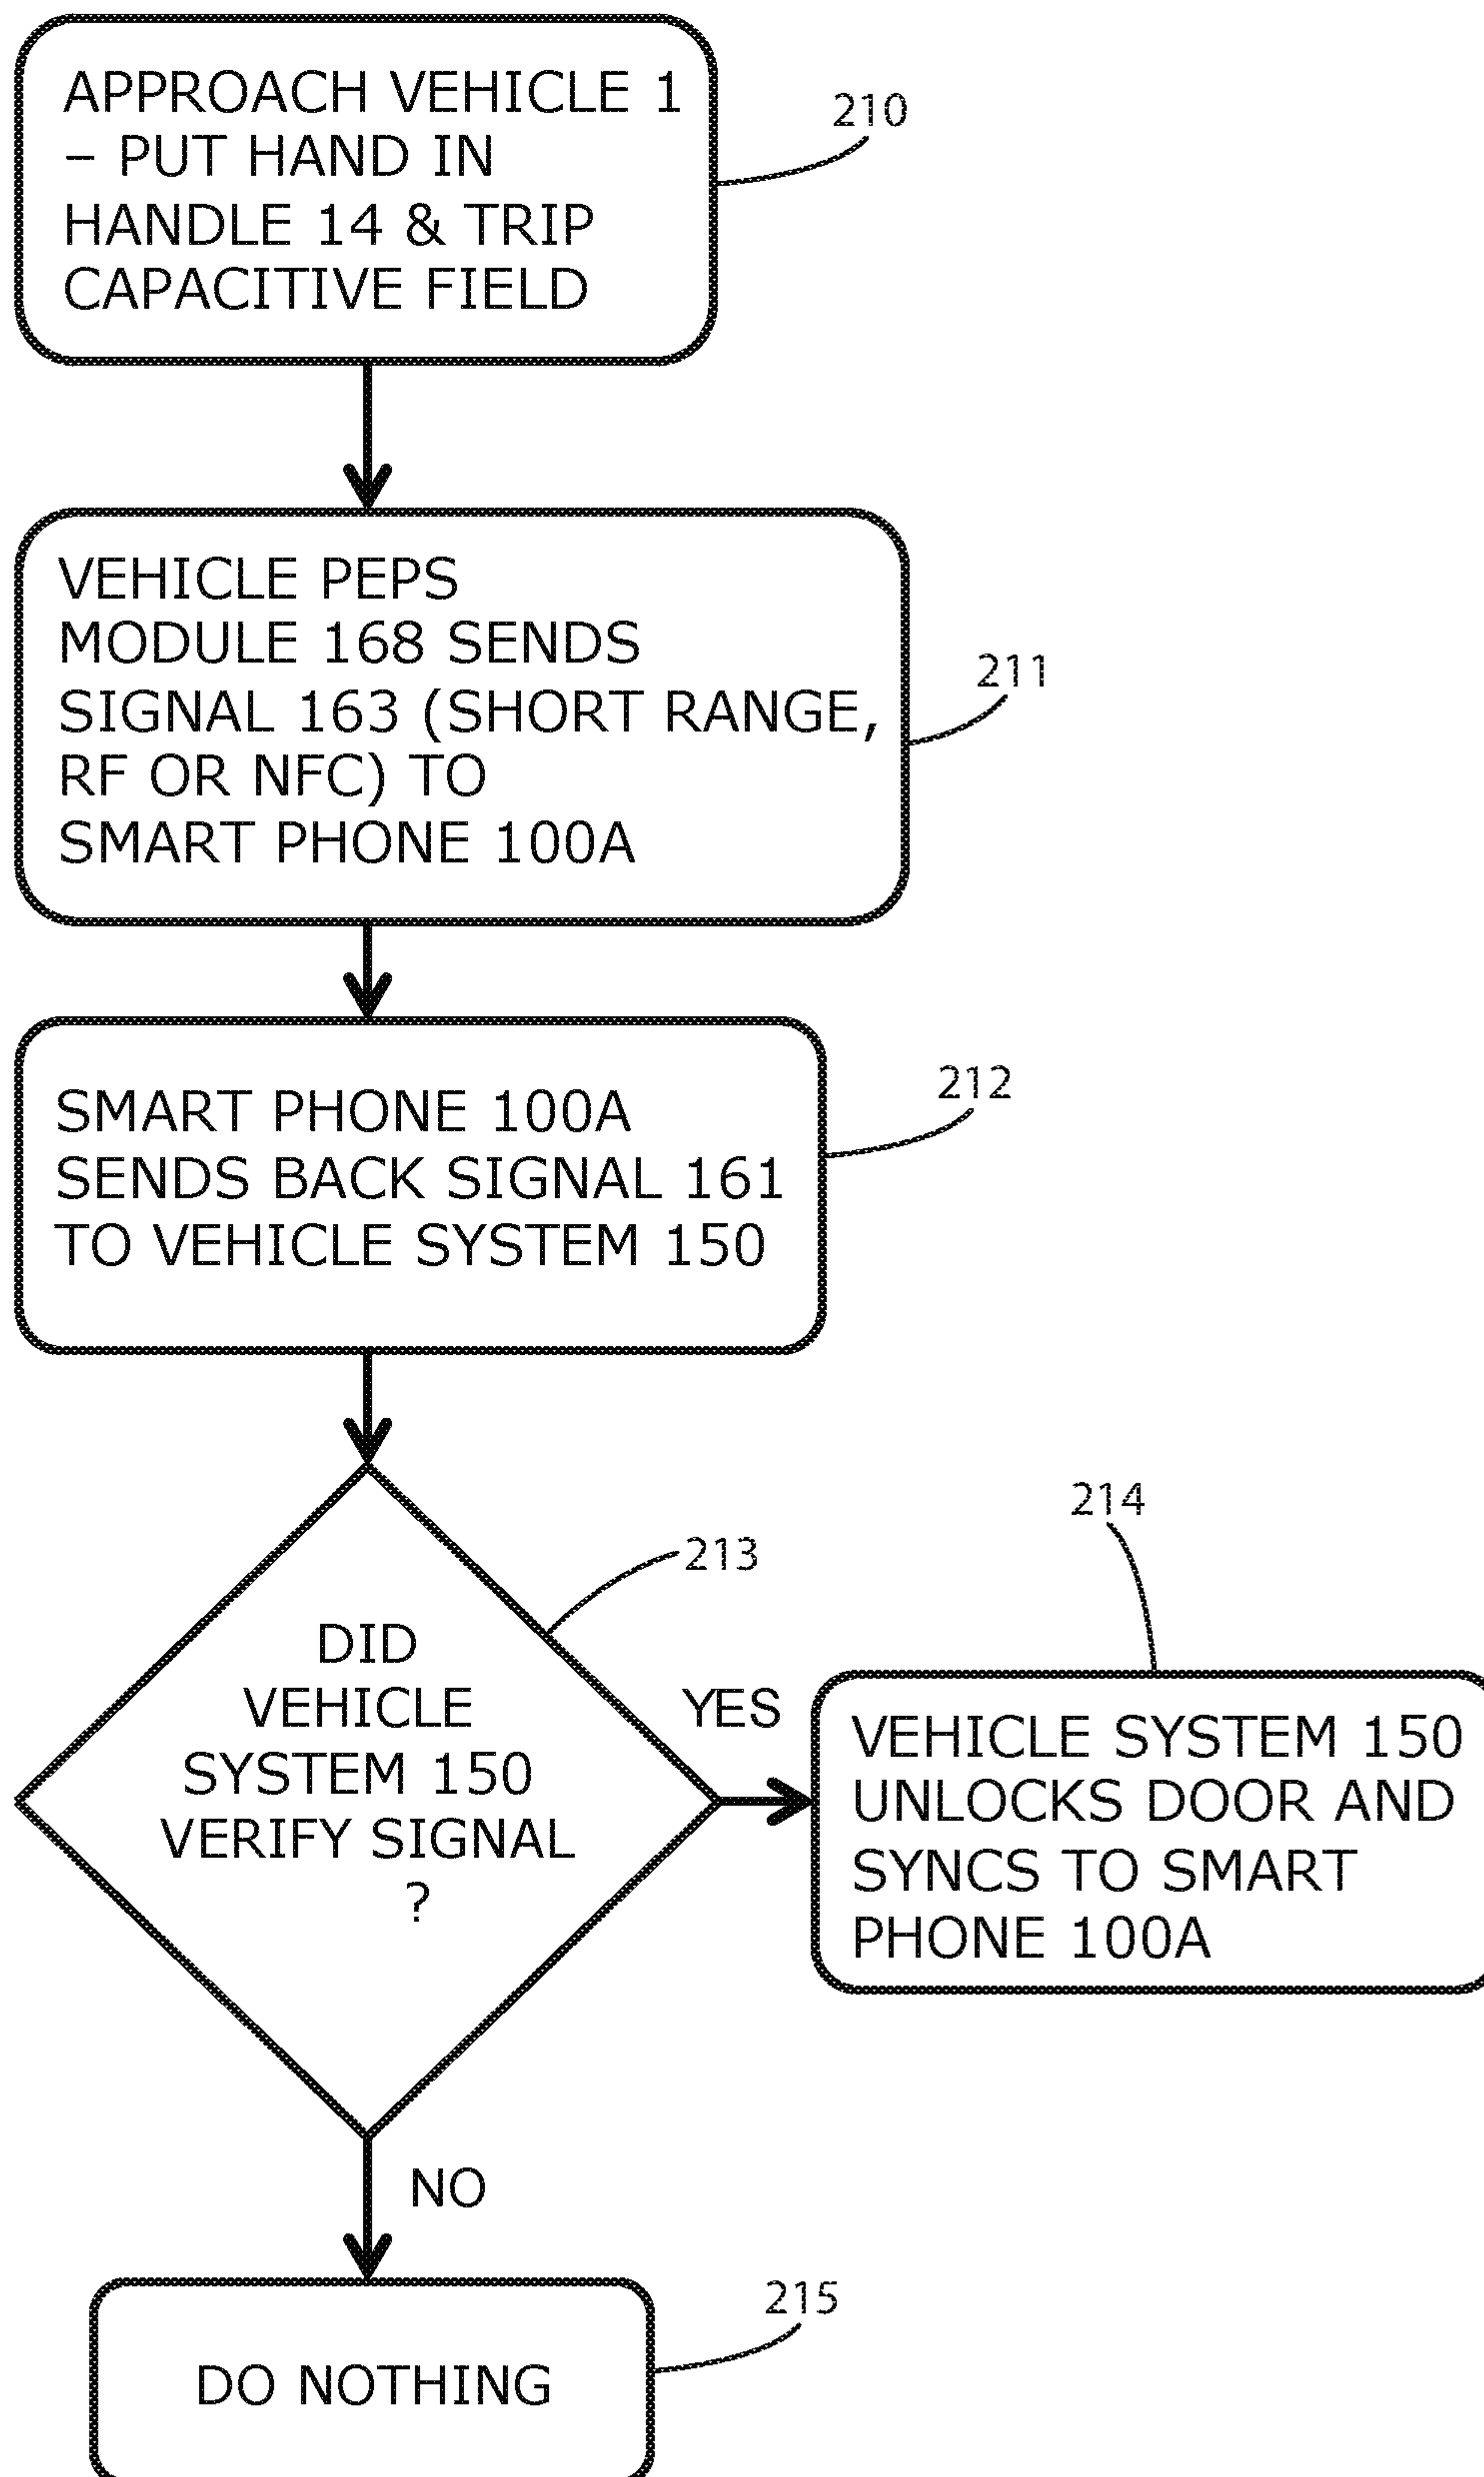 APPROACH VEHICLE 1
– PUT HAND IN
HANDLE 14 & TRIP
CAPACITIVE FIELD
210
VEHICLE PEPS
MODULE 168 SENDS
SIGNAL 163 (SHORT RANGE,
RF OR NFC) TO
SMART PHONE 100A
211
SMART PHONE 100A
SENDS BACK SIGNAL 161
TO VEHICLE SYSTEM 150
212
DID
VEHICLE
SYSTEM 150
VERIFY SIGNAL
?
213
YES
214
VEHICLE SYSTEM 150
UNLOCKS DOOR AND
SYNCS TO SMART
PHONE 100A
NO
DO NOTHING
215